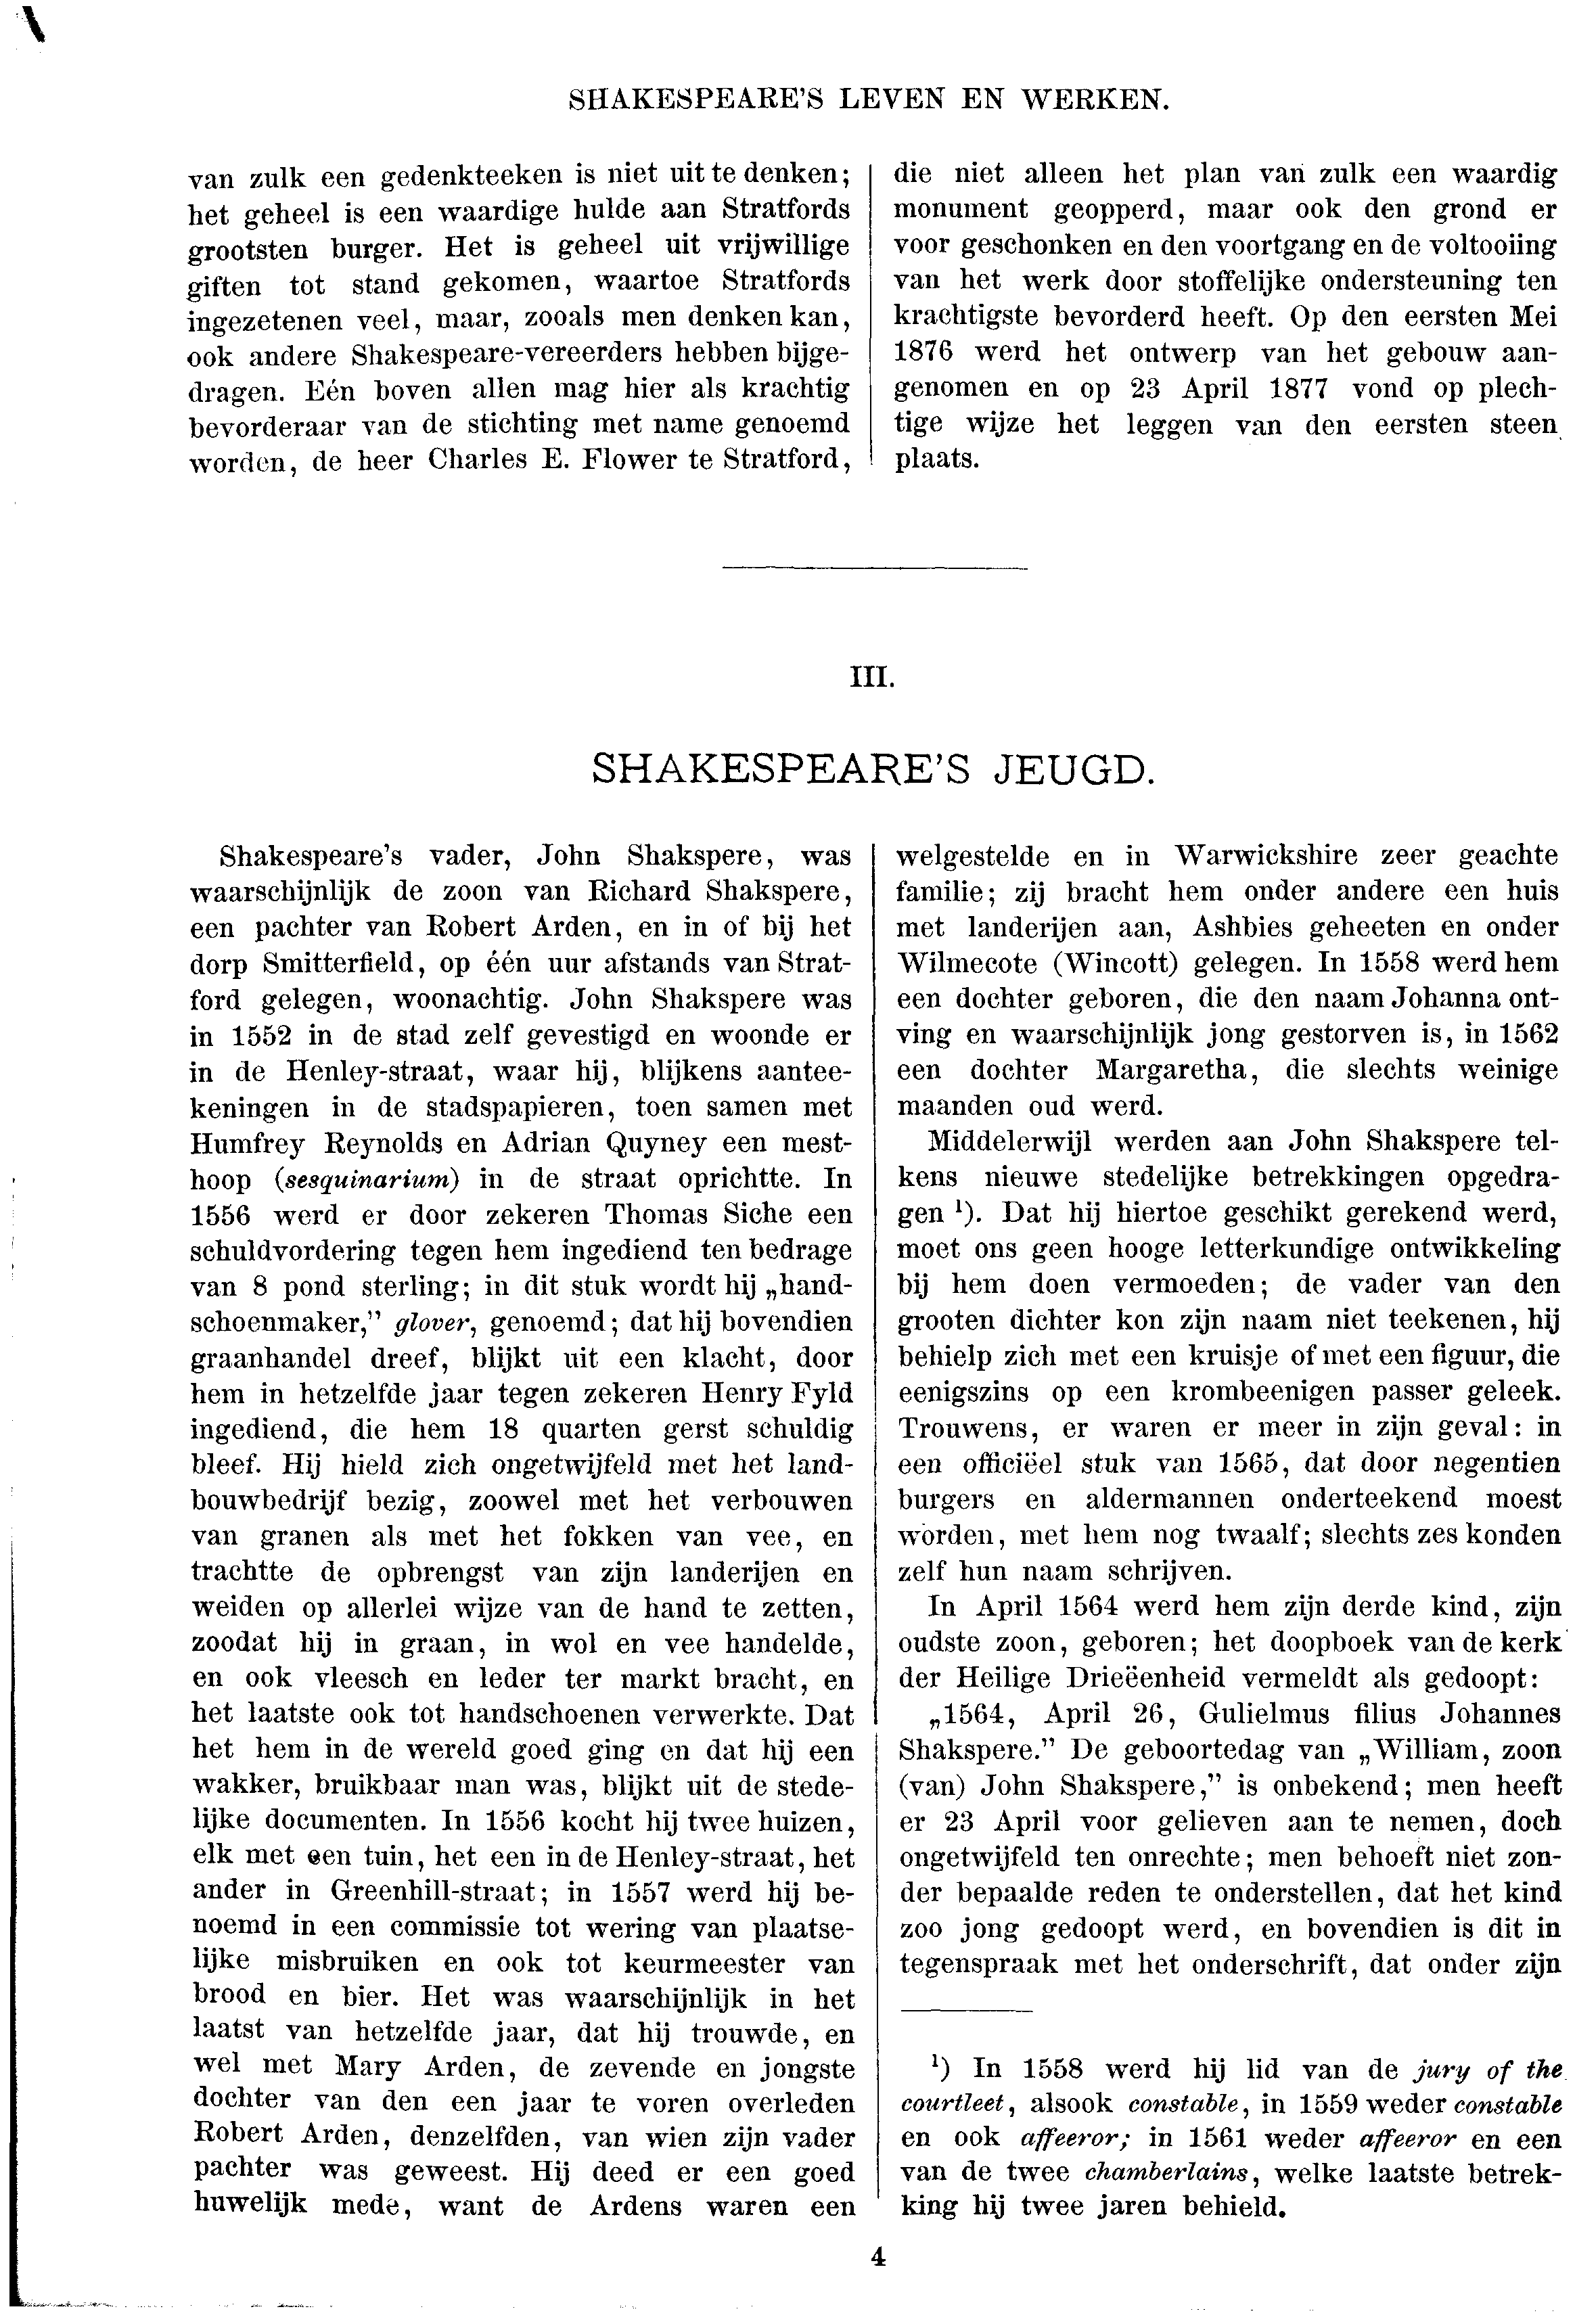 SHAKESPEARE'S LEVEN EN WERKEN.
van zulk een gedenkteeken is niet uit te denken;
het geheel is een waardige hulde aan Stratfords
grootsten burger. Het is geheel uit vrijwillige
giften tot stand gekomen, waartoe Stratfords
ingezetenen veel, maar, zooals men denken kan,
ook andere Shakespeare-vereerders hebben bijge-
dragen. Eén boven allen mag hier als krachtig
bevorderaar van de stichting met name genoemd
worden, de heer Charles E. Flower te Stratford,
die niet alleen het plan van zulk een waardig
monument geopperd, maar ook den grond er
voor geschonken en den voortgang en de voltooiing
van het werk door stoffelijke ondersteuning ten
krachtigste bevorderd heeft. Op den eersten Mei
1876 werd het ontwerp van het gebouw aan-
genomen en op 23 April 1877 vond op plech-
tige wijze het leggen van den eersten steen
plaats.
III.
SHAKESPEARE'S JEUGD.
Shakespeare's vader, John Shakspere, was
waarschijnlijk de zoon van Richard Shakspere,
een pachter van Robert Arden, en in of bij het
dorp Smitterfield, op één uur afstands van Strat-
ford gelegen, woonachtig. John Shakspere was
in 1552 in de stad zelf gevestigd en woonde er
in de Henley-straat, waar hij, blijkens aantee-
keningen in de stadspapieren, toen samen met
Humfrey Reynolds en Adrian Quyney een mest-
hoop (sesquinarium) in de straat oprichtte. In
1556 werd er door zekeren Thomas Siche een
schuldvordering tegen hem ingediend ten bedrage
van 8 pond sterling; in dit stuk wordt hij „hand-
schoenmaker,” glover, genoemd; dat hij bovendien
graanhandel dreef, blijkt uit een klacht, door
hem in hetzelfde jaar tegen zekeren Henry Fyld
ingediend, die hem 18 quarten gerst schuldig
bleef. Hij hield zich ongetwijfeld met het land-
bouwbedrijf bezig, zoowel met het verbouwen
van granen als met het fokken van vee, en
trachtte de opbrengst van zijn landerijen en
weiden op allerlei wijze van de hand te zetten,
zoodat hij in graan, in wol en vee handelde,
en ook vleesch en leder ter markt bracht, en
het laatste ook tot handschoenen verwerkte. Dat
het hem in de wereld goed ging en dat hij een
wakker, bruikbaar man was, blijkt uit de stede-
lijke documenten. In 1556 kocht hij twee huizen,
elk met een tuin, het een in de Henley-straat, het
ander in Greenhill-straat; in 1557 werd hij be-
noemd in een commissie tot wering van plaatse-
lijke misbruiken en ook tot keurmeester van
brood en bier. Het was waarschijnlijk in het
laatst van hetzelfde jaar, dat hij trouwde, en
wel met Mary Arden, de zevende en jongste
dochter van den een jaar te voren overleden
Robert Arden, denzelfden, van wien zijn vader
pachter was geweest. Hij deed er een goed
huwelijk mede, want de Ardens waren een
welgestelde en in Warwickshire zeer geachte
familie; zij bracht hem onder andere een huis
met landerijen aan, Ashbies geheeten en onder
Wilmecote (Wincott) gelegen. In 1558 werd hem
een dochter geboren, die den naam Johanna ont-
ving en waarschijnlijk jong gestorven is, in 1562
een dochter Margaretha, die slechts weinige
maanden oud werd.
Middelerwijl werden aan John Shakspere tel-
kens nieuwe stedelijke betrekkingen opgedra-
gen ¹). Dat hij hiertoe geschikt gerekend werd,
moet ons geen hooge letterkundige ontwikkeling
bij hem doen vermoeden; de vader van den
grooten dichter kon zijn naam niet teekenen, hij
behielp zich met een kruisje of met een figuur, die
eenigszins op een krombeenigen passer geleek.
Trouwens, er waren er meer in zijn geval: in
een officiëel stuk van 1565, dat door negentien
burgers en aldermannen onderteekend moest
worden, met hem nog twaalf; slechts zes konden
zelf hun naam schrijven.
In April 1564 werd hem zijn derde kind, zijn
oudste zoon, geboren; het doopboek van de kerk
der Heilige Drieëenheid vermeldt als gedoopt:
„1564, April 26, Gulielmus filius Johannes
Shakspere.” De geboortedag van „William, zoon
(van) John Shakspere,” is onbekend; men heeft
er 23 April voor gelieven aan te nemen, doch
ongetwijfeld ten onrechte; men behoeft niet zon-
der bepaalde reden te onderstellen, dat het kind
zoo jong gedoopt werd, en bovendien is dit in
tegenspraak met het onderschrift, dat onder zijn
¹) In 1558 werd hij lid van de jury of the
courtleet, alsook constable, in 1559 weder constable
en ook affeeror; in 1561 weder affeeror en een
van de twee chamberlains, welke laatste betrek-
king hij twee jaren behield.
4